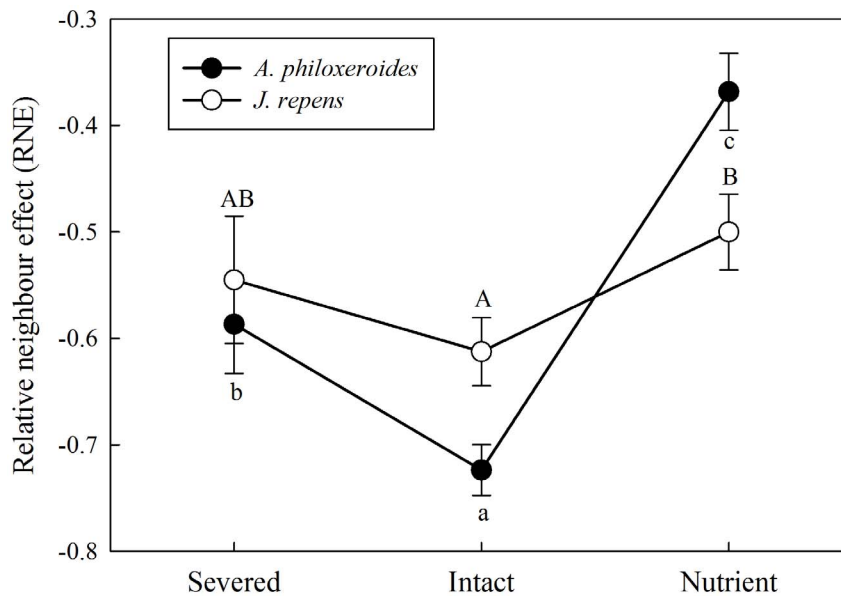 Relative neighbour effect (RNE)
-0.3
-0.4
-0.5
-0.6
-0.7
-0.8
A. philoxeroides
J. repens
AB
b
A
a
c
B
Severed Intact Nutrient